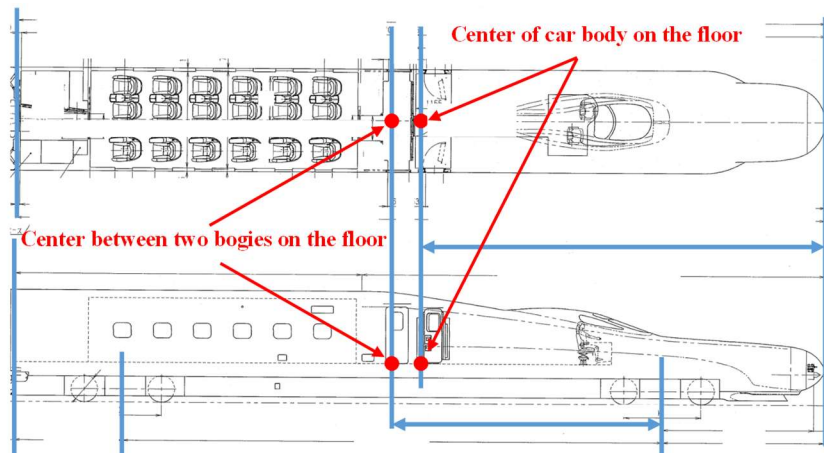 Center of car body on the floor
Center between two bogies on the floor